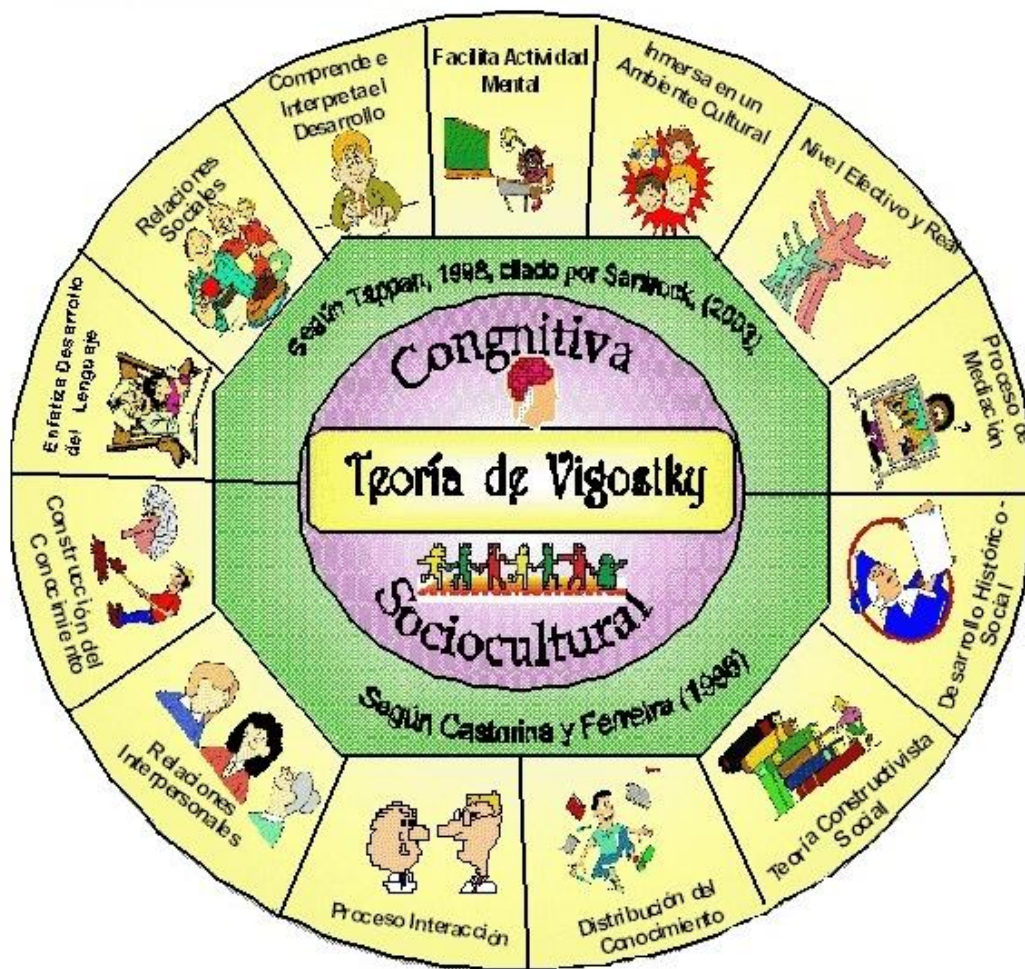 Comprende e
Interpreta el
Desarrollo
Facilita Actividad
Mental
Inmersa en un
Ambiente Cultural
Nivel Efectivo y Real
Proceso de
Mediación
Relaciones
Sociales
Enfatiza Desarrollo
del Lenguaje
Según Tappan, 1998, citado por Santrock, (2003).
Congnitiva
Teoría de Vigostky
Sociocultural
Según Castorina y Ferreira (1996)
Construcción del
Conocimiento
Relaciones
Interpersonales
Proceso Interacción
Distribución del
Conocimiento
Teoría Constructivista
Social
Desarrollo Histórico-
Social